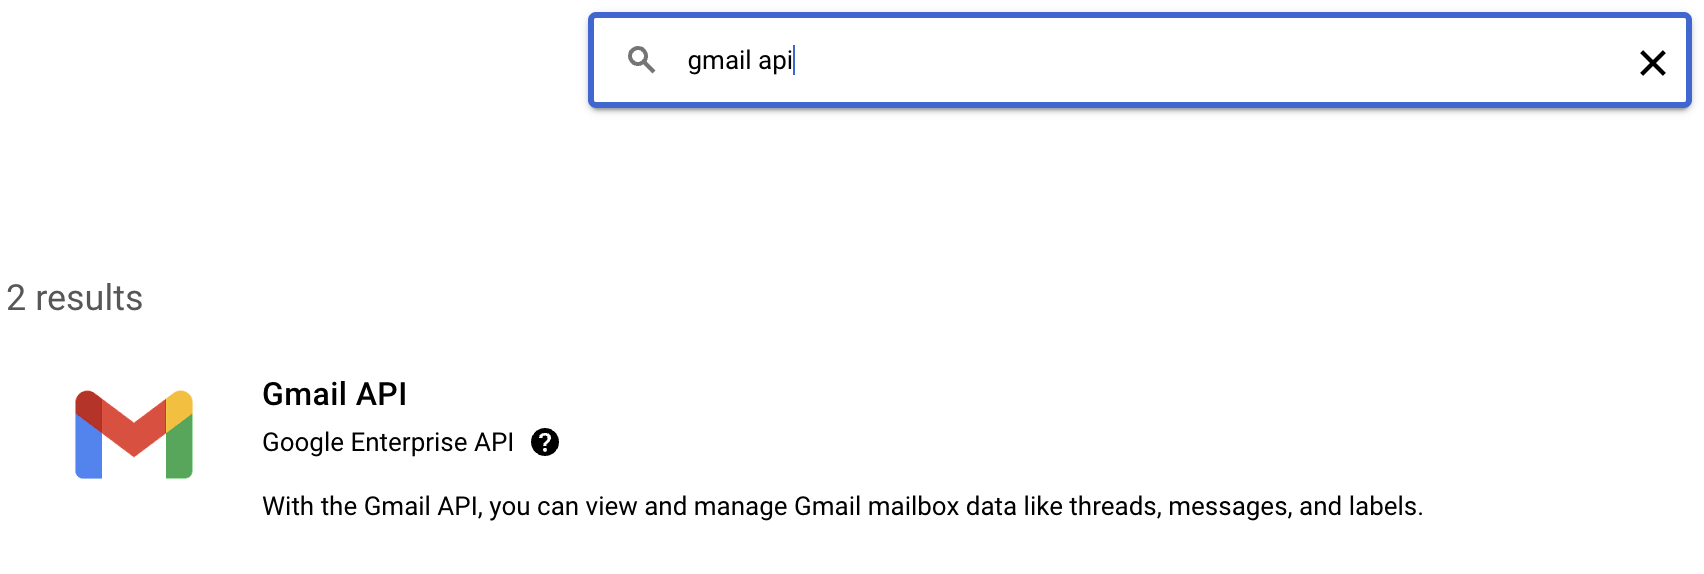 gmail api
2 results
Gmail API
Google Enterprise API ?
With the Gmail API, you can view and manage Gmail mailbox data like threads, messages, and labels.